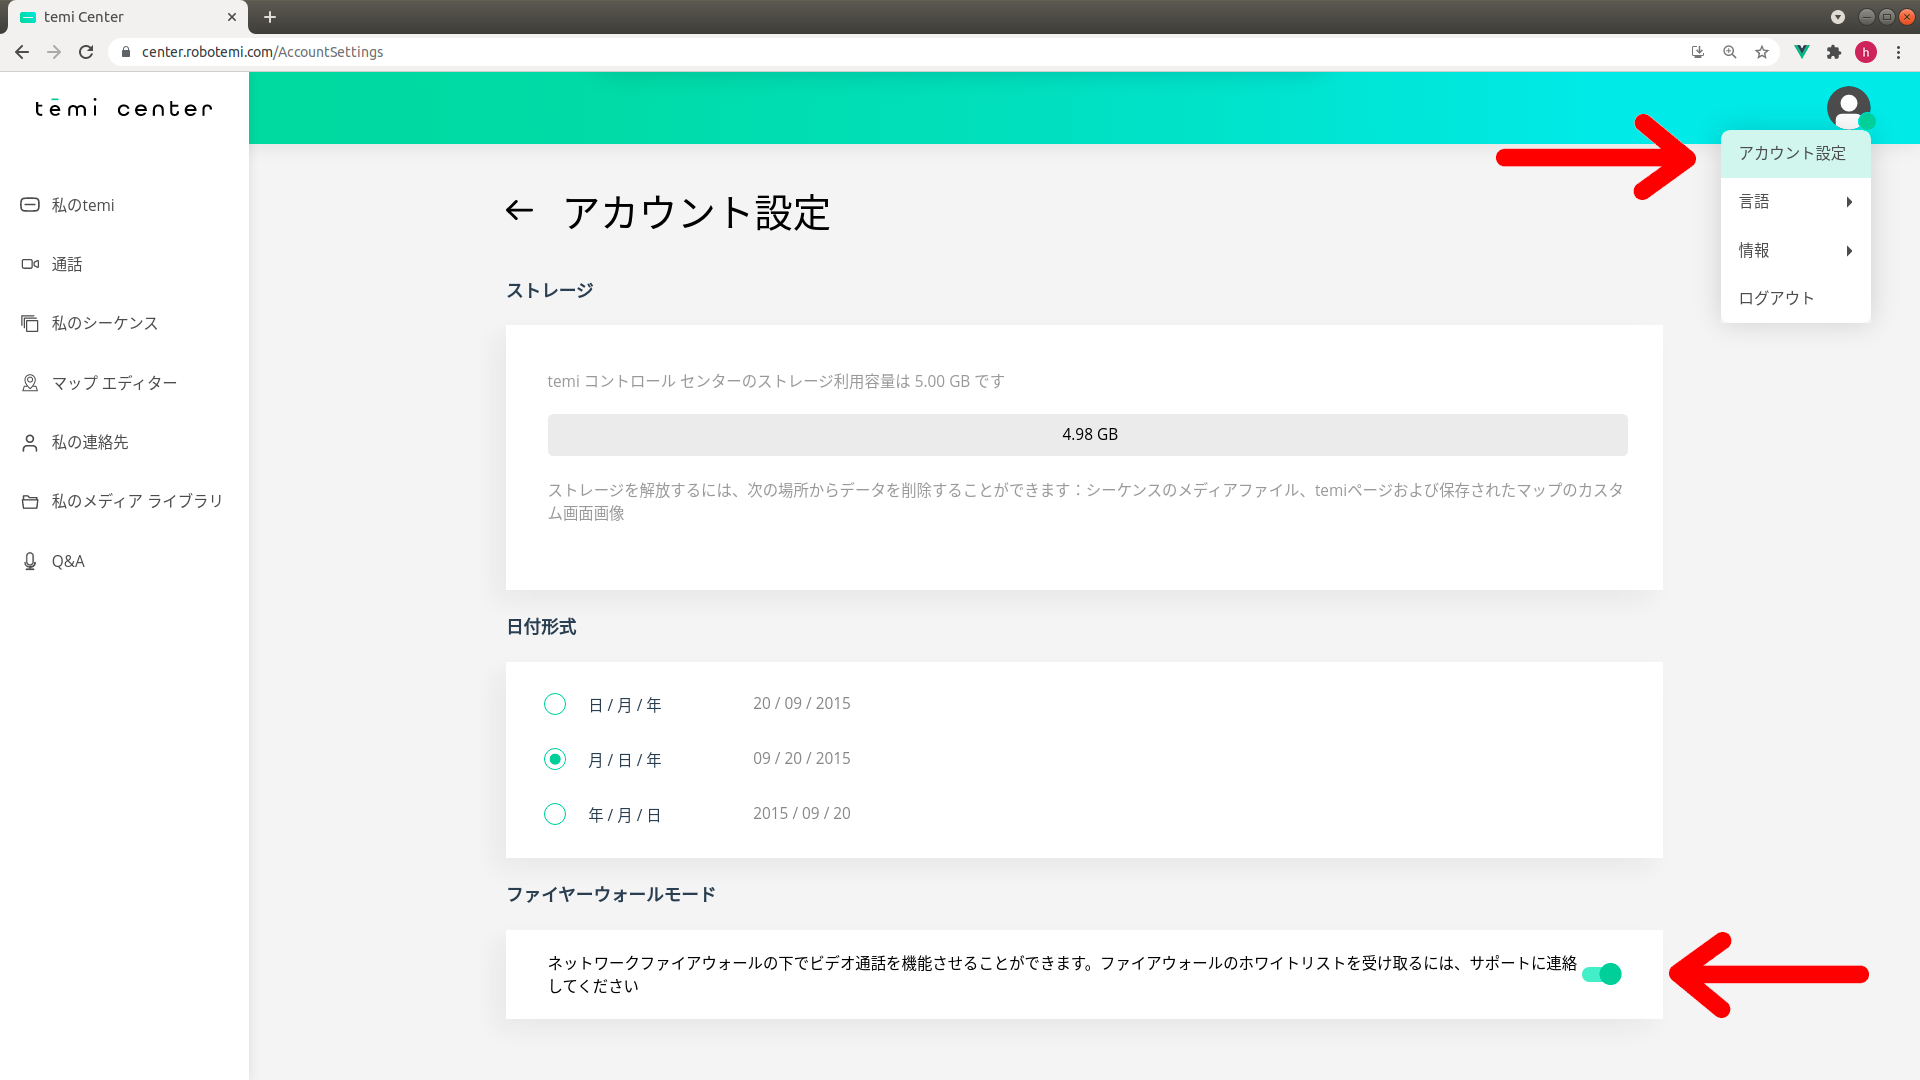 temi Center
center.robotemi.com/AccountSettings
h
temi center
私のtemi
通話
私のシーケンス
マップ エディター
私の連絡先
私のメディア ライブラリ
Q&A
アカウント設定
言語
情報
ログアウト
アカウント設定
ストレージ
temi コントロール センターのストレージ利用容量は 5.00 GB です
4.98 GB
ストレージを解放するには、次の場所からデータを削除することができます：シーケンスのメディアファイル、temiページおよび保存されたマップのカスタ
ム画面画像
日付形式
日 / 月 / 年 20 / 09 / 2015
月 / 日 / 年 09 / 20 / 2015
年 / 月 / 日 2015 / 09 / 20
ファイヤーウォールモード
ネットワークファイアウォールの下でビデオ通話を機能させることができます。ファイアウォールのホワイトリストを受け取るには、サポートに連絡
してください